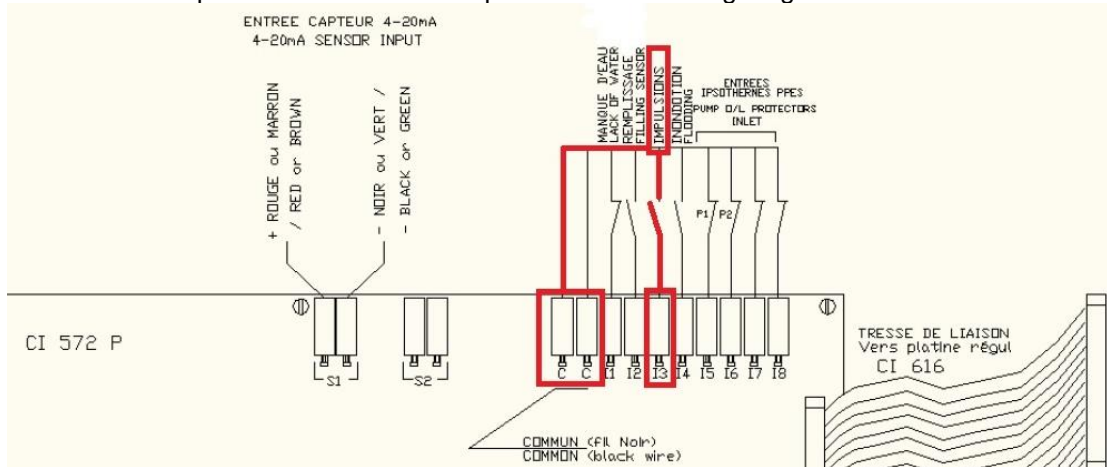 ENTREE CAPTEUR 4-20mA
4-20mA SENSOR INPUT
+ ROUGE ou MARRON
/ RED or BROWN
- NOIR ou VERT /
- BLACK or GREEN
MANQUE D'EAU
LACK OF WATER
REMPLISSAGE
FILLING SENSOR
IMPULSIONS
INONDOTION
FLOODING
ENTREES
IPSOTHERNES PPES
PUMP O/L PROTECTORS
INLET
P1 P2
CI 572 P
S1
S2
C C I1 I2 I3 I4 I5 I6 I7 I8
TRESSE DE LIAISON
Vers platine régul
CI 616
COMMUN (fil Noir)
COMMON (black wire)